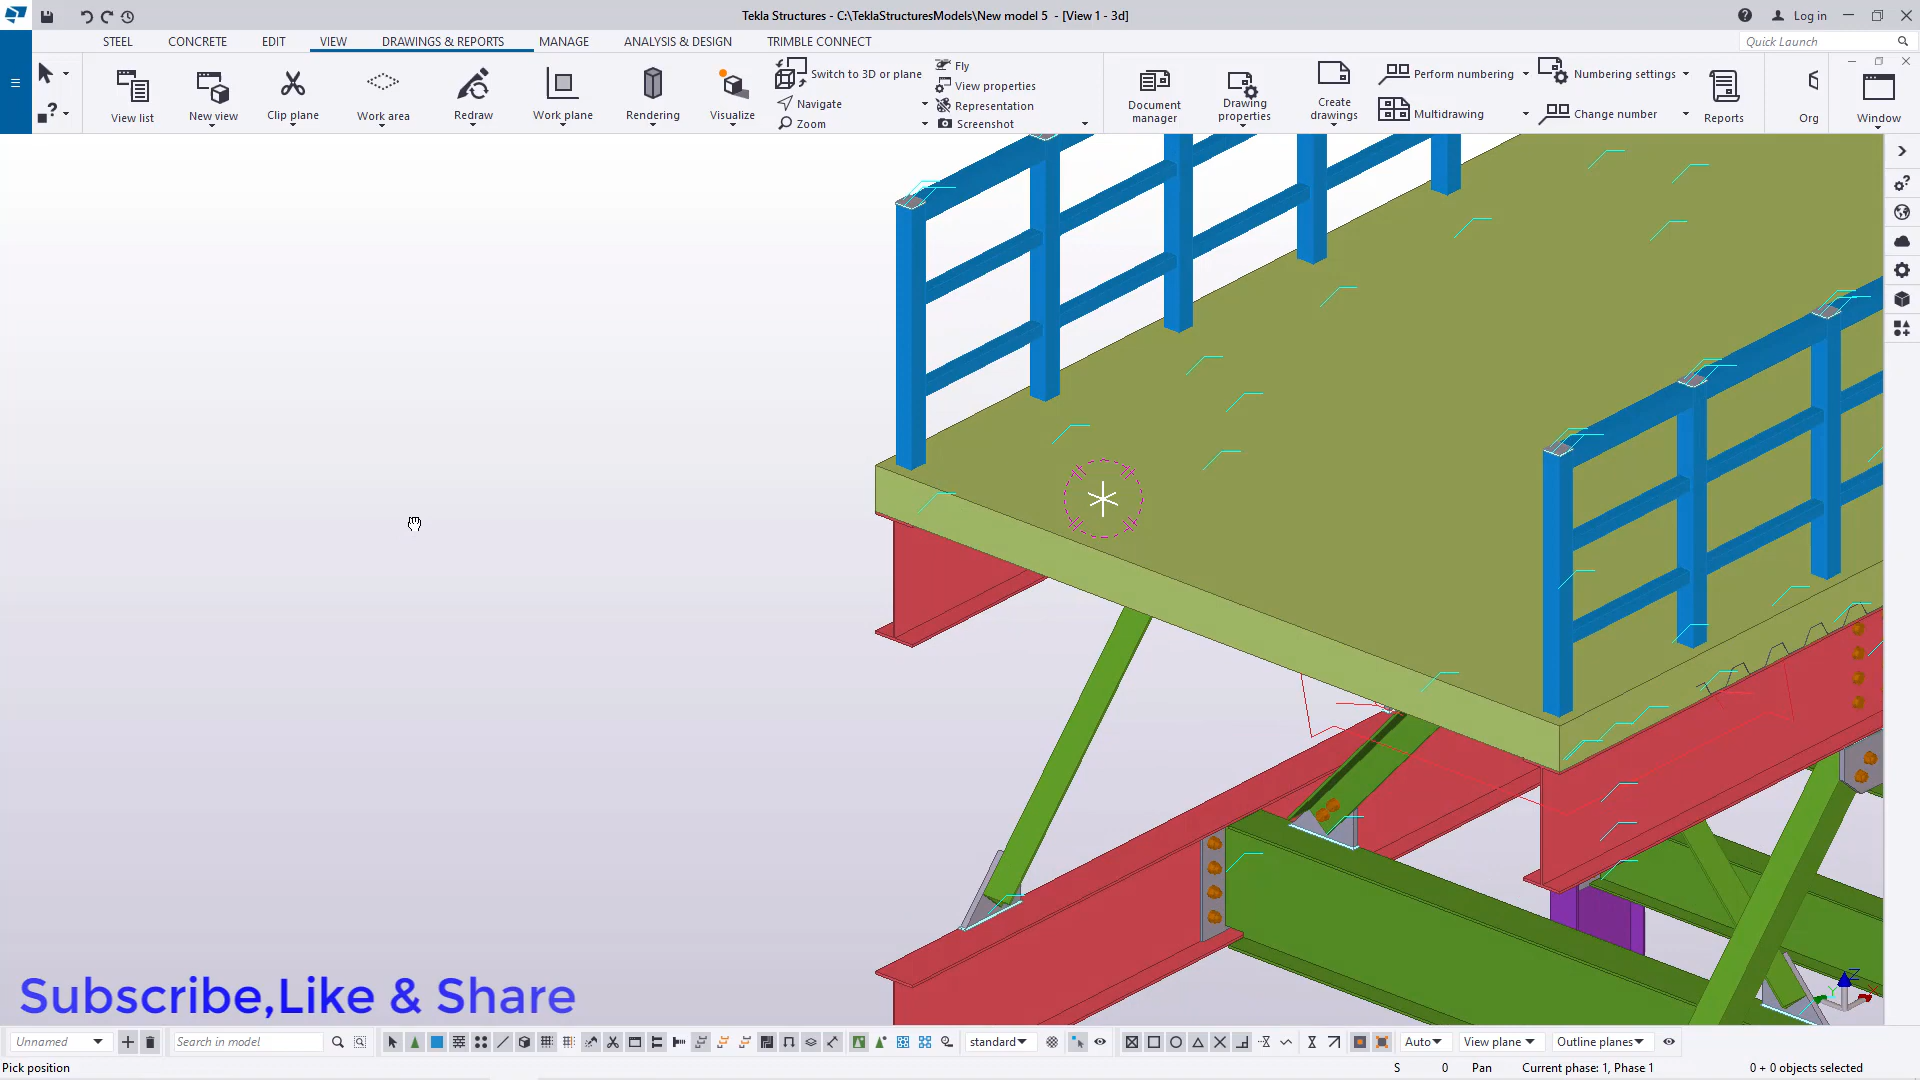 Tekla Structures - C:\TeklaStructuresModels\New model 5 - [View 1 - 3d]
Log in
STEEL CONCRETE EDIT VIEW DRAWINGS & REPORTS MANAGE ANALYSIS & DESIGN TRIMBLE CONNECT
Quick Launch
View list
New view
Clip plane
Work area
Redraw
Work plane
Rendering
Visualize
Switch to 3D or plane
Navigate
Zoom
Fly
View properties
Representation
Screenshot
Document manager
Drawing properties
Create drawings
Perform numbering
Multidrawing
Numbering settings
Change number
Reports
Org
Window
Z
Y
X
Subscribe,Like & Share
Unnamed
Search in model
standard
Auto
View plane
Outline planes
Pick position
S 0 Pan Current phase: 1, Phase 1 0 + 0 objects selected